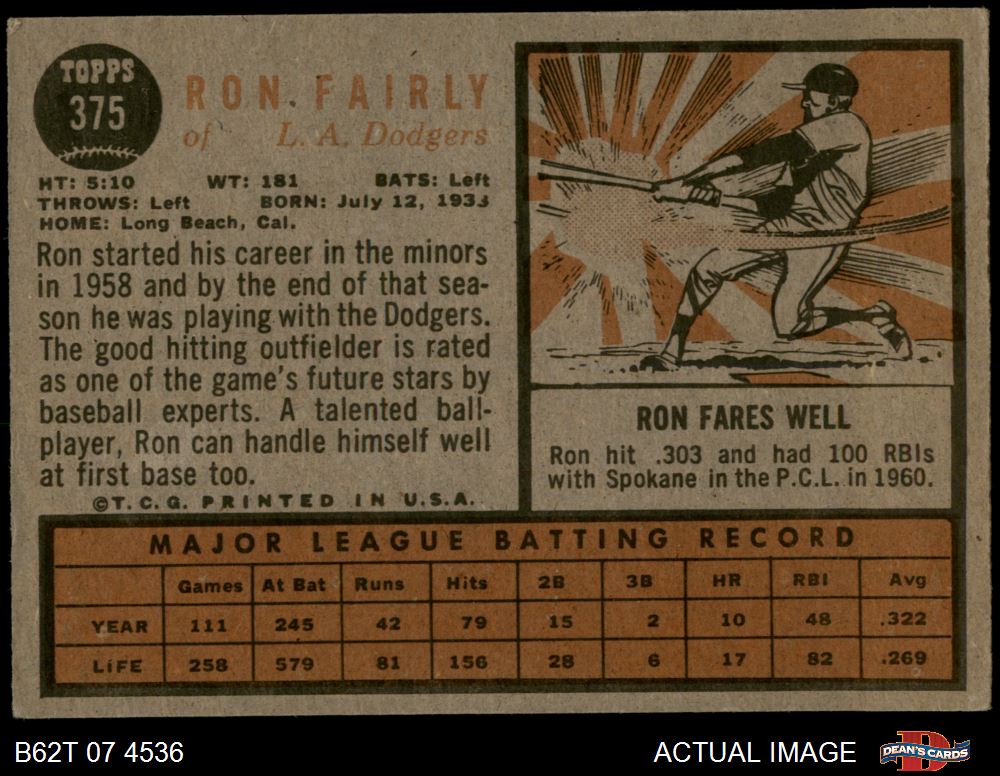 TOPPS
375
RON FAIRLY
of L. A. Dodgers
HT: 5:10 WT: 181 BATS: Left
THROWS: Left BORN: July 12, 1933
HOME: Long Beach, Cal.
Ron started his career in the minors
in 1958 and by the end of that sea-
son he was playing with the Dodgers.
The good hitting outfielder is rated
as one of the game's future stars by
baseball experts. A talented ball-
player, Ron can handle himself well
at first base too.
©T.C.G. PRINTED IN U.S.A.
RON FARES WELL
Ron hit .303 and had 100 RBIs
with Spokane in the P.C.L. in 1960.
MAJOR LEAGUE BATTING RECORD
Games At Bat Runs Hits 2B 3B HR RBI Avg
YEAR 111 245 42 79 15 2 10 48 .322
LIFE 258 579 81 156 28 6 17 82 .269
B62T 07 4536 ACTUAL IMAGE DEAN'S CARDS